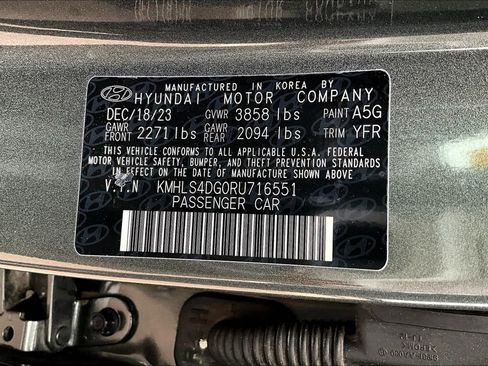 MANUFACTURED IN KOREA BY
HYUNDAI MOTOR COMPANY
DEC/18/23 GVWR 3858 lbs PAINT A5G
GAWR FRONT 2271 lbs GAWR REAR 2094 lbs TRIM YFR
THIS VEHICLE CONFORMS TO ALL APPLICABLE U.S.A. FEDERAL
MOTOR VEHICLE SAFETY, BUMPER, AND THEFT PREVENTION STANDARDS
IN EFFECT ON THE DATE OF MANUFACTURE SHOWN ABOVE
V.I.N KMHLS4DG0RU716551
PASSENGER CAR